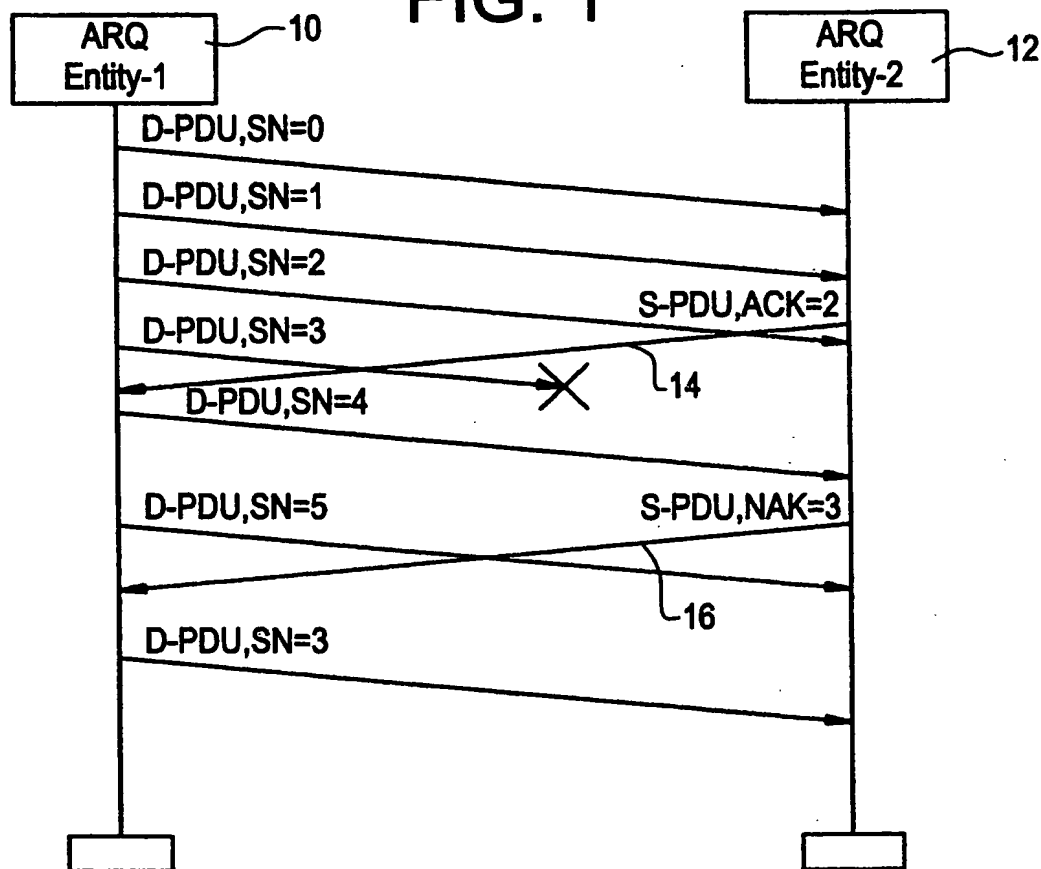 FIG. 1
ARQ
Entity-1
10
ARQ
Entity-2
12
D-PDU,SN=0
D-PDU,SN=1
D-PDU,SN=2
S-PDU,ACK=2
D-PDU,SN=3
14
D-PDU,SN=4
D-PDU,SN=5
S-PDU,NAK=3
16
D-PDU,SN=3